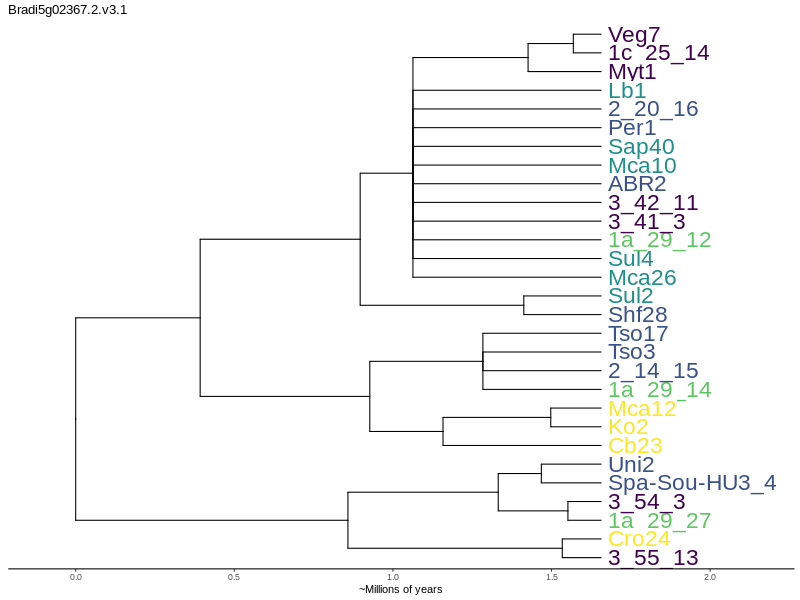 Bradi5g02367.2.v3.1
Veg7
1c_25_14
Myt1
Lb1
2_20_16
Per1
Sap40
Mca10
ABR2
3_42_11
3_41_3
1a_29_12
Sul4
Mca26
Sul2
Shf28
Tso17
Tso3
2_14_15
1a_29_14
Mca12
Ko2
Cb23
Uni2
Spa-Sou-HU3_4
3_54_3
1a_29_27
Cro24
3_55_13
0.0 0.5 1.0 1.5 2.0
~Millions of years